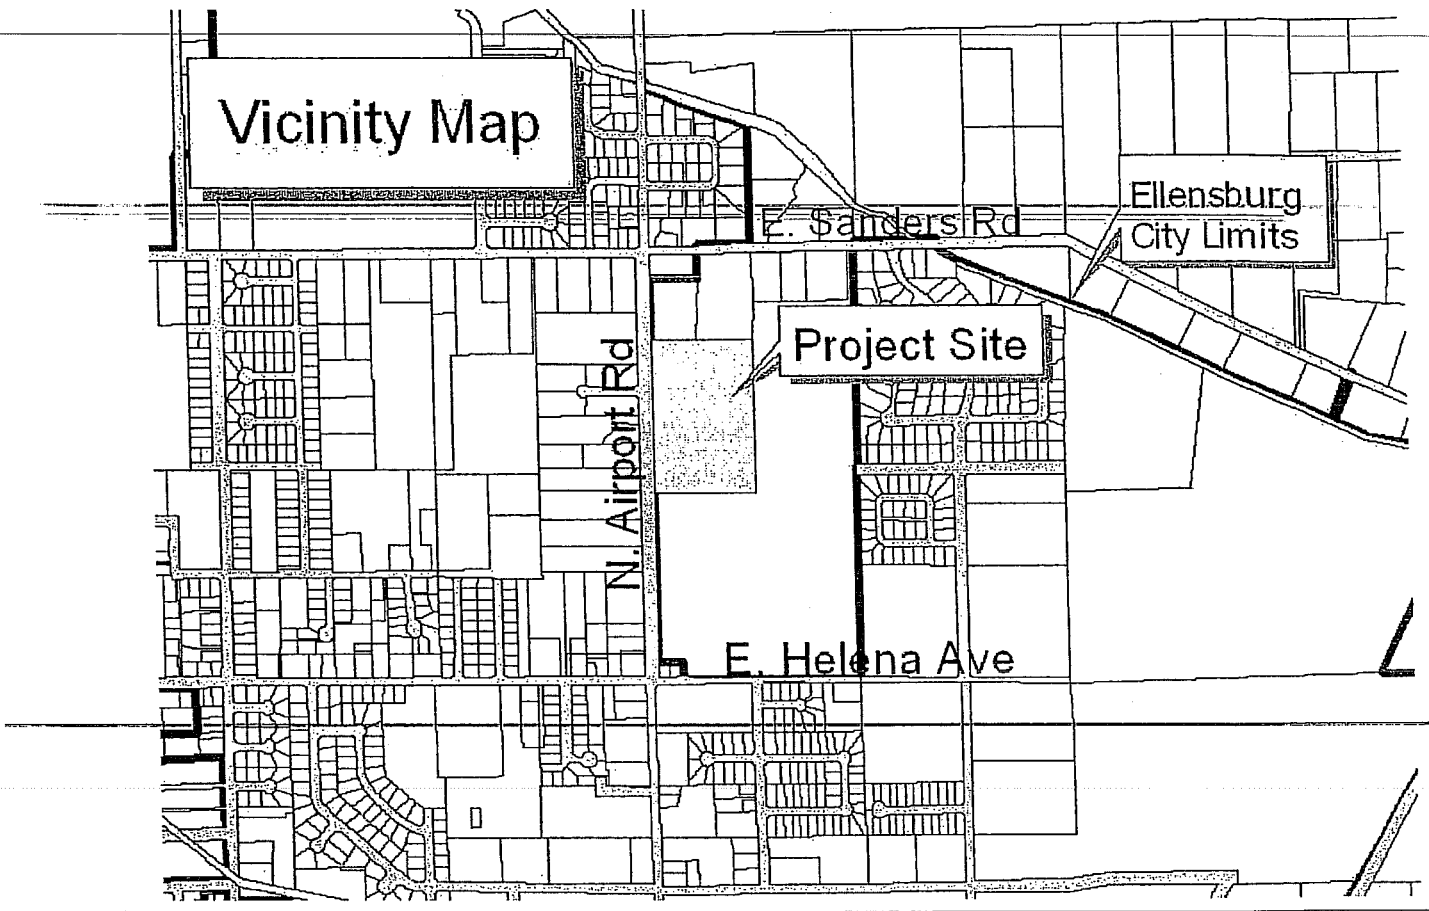 Vicinity Map
Ellensburg
City Limits
E. Sanders Rd
Project Site
N. Airport Rd
E. Helena Ave